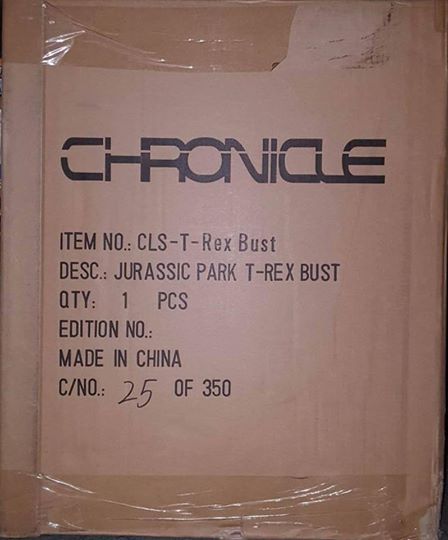 CHRONICLE
ITEM NO.: CLS-T-Rex Bust
DESC.: JURASSIC PARK T-REX BUST
QTY: 1 PCS
EDITION NO.:
MADE IN CHINA
C/NO.: 25 OF 350